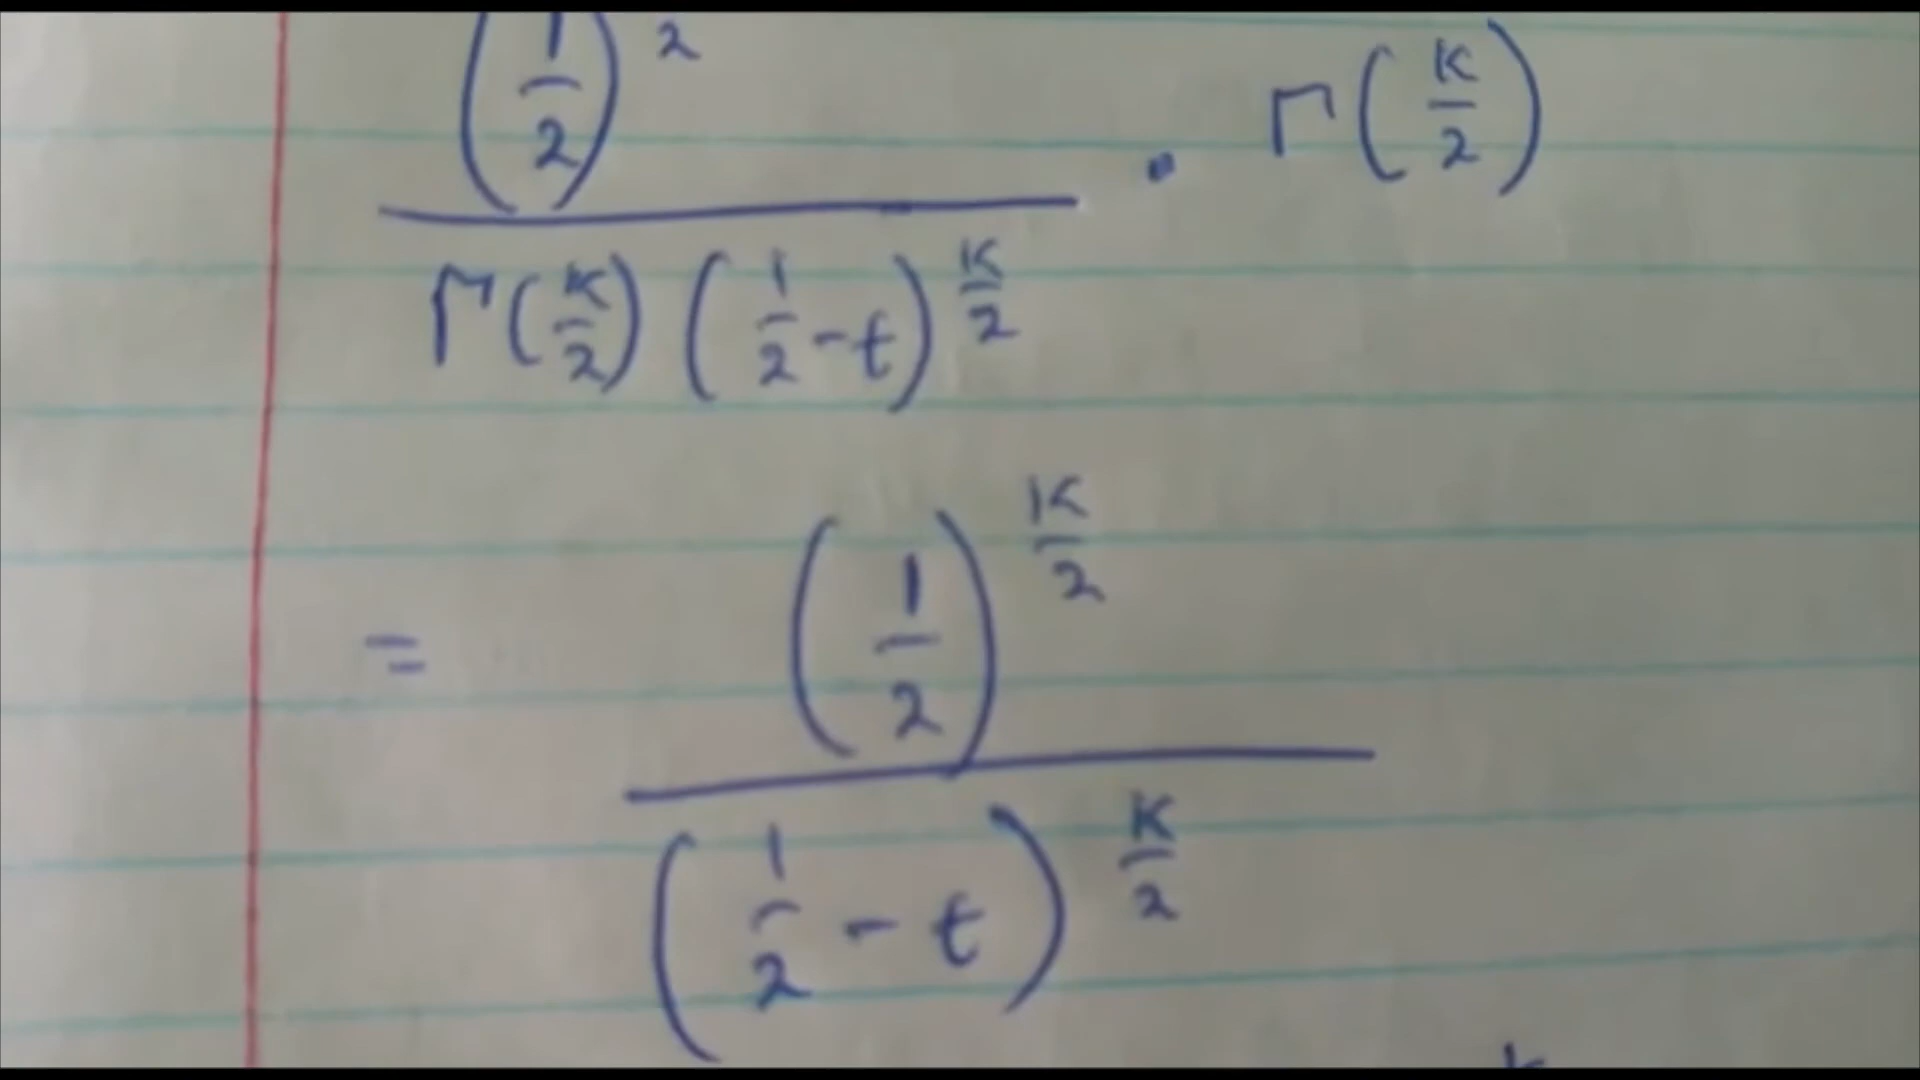 (1/2)^2 / Γ(k/2) (1/2 - t)^(k/2) · Γ(k/2)
= (1/2)^(k/2) / (1/2 - t)^(k/2)